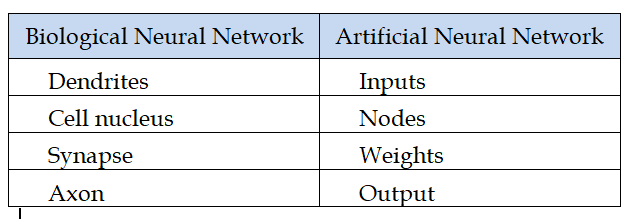 Biological Neural Network Artificial Neural Network
Dendrites Inputs
Cell nucleus Nodes
Synapse Weights
Axon Output